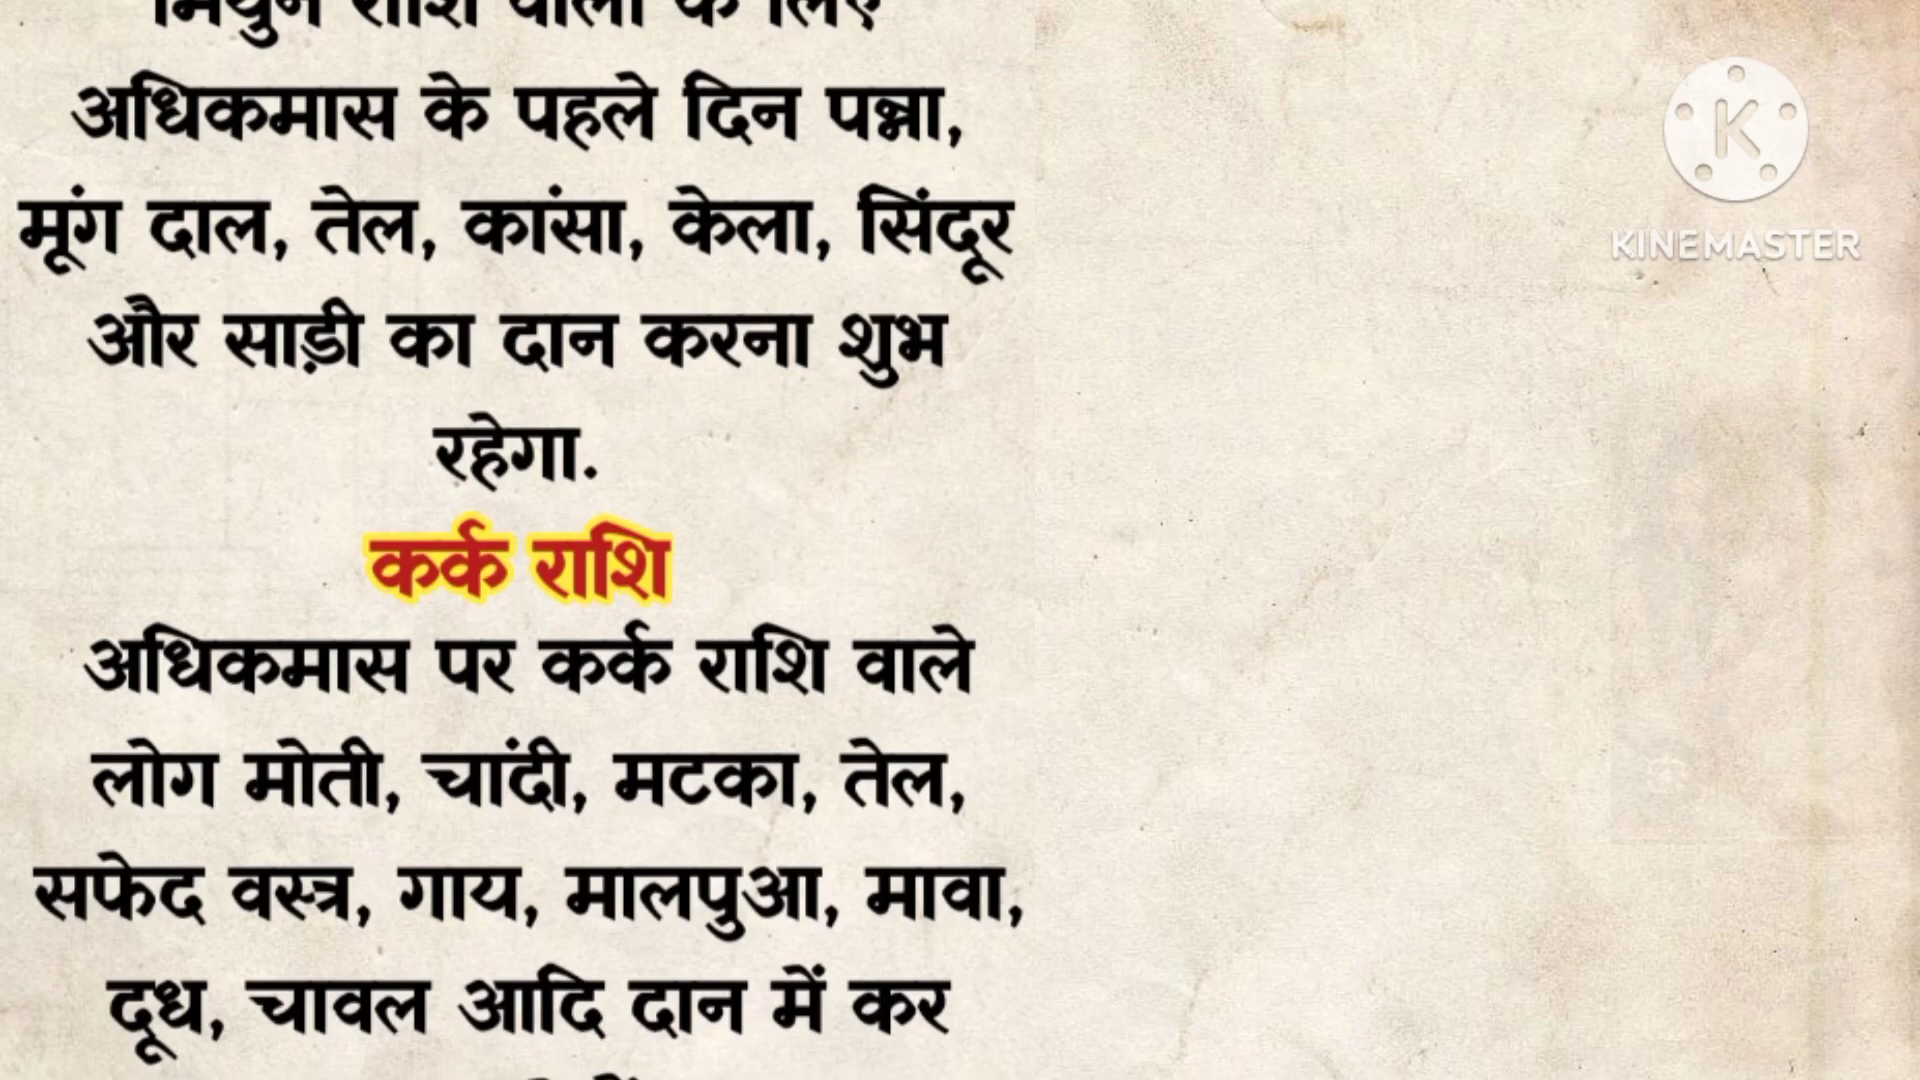 मिथुन राशि वालों के लिए
अधिकमास के पहले दिन पन्ना,
मूंग दाल, तेल, कांसा, केला, सिंदूर
और साड़ी का दान करना शुभ
रहेगा.
कर्क राशि
अधिकमास पर कर्क राशि वाले
लोग मोती, चांदी, मटका, तेल,
सफेद वस्त्र, गाय, मालपुआ, मावा,
दूध, चावल आदि दान में कर
K
KINEMASTER